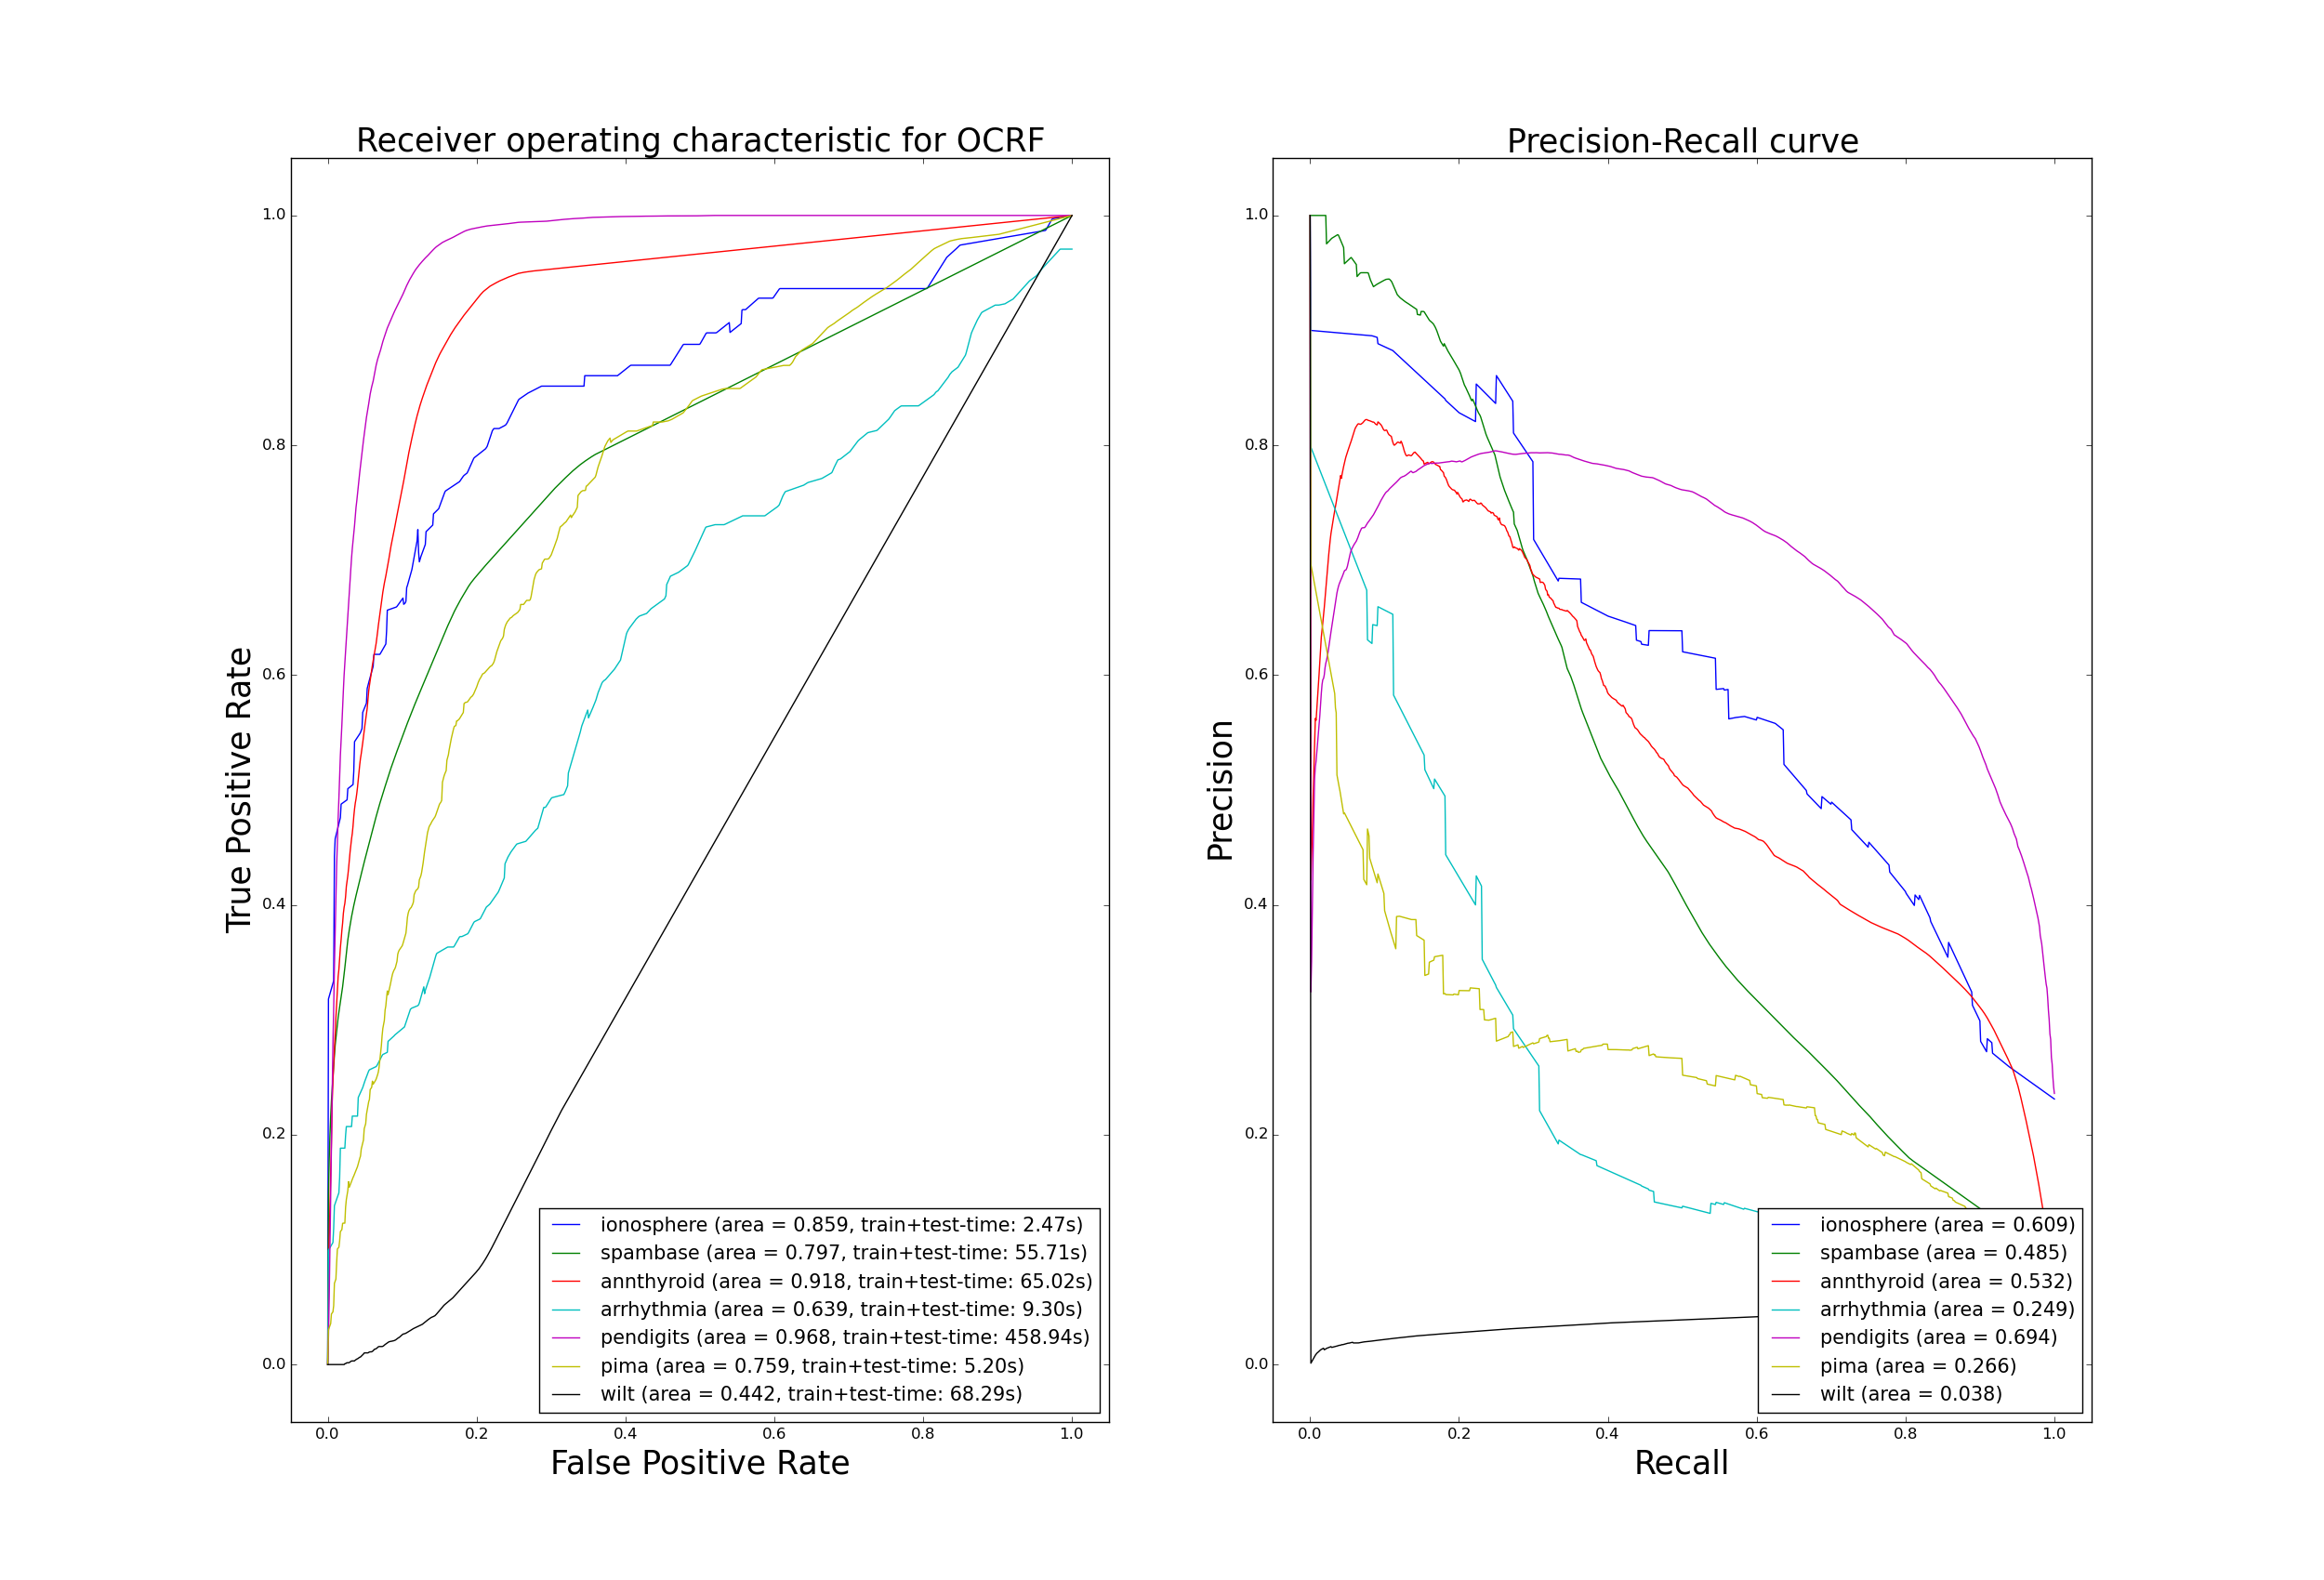 Receiver operating characteristic for OCRF
1.0
0.8
0.6
0.4
0.2
0.0
True Positive Rate
ionosphere (area = 0.859, train+test-time: 2.47s)
spambase (area = 0.797, train+test-time: 55.71s)
annthyroid (area = 0.918, train+test-time: 65.02s)
arrhythmia (area = 0.639, train+test-time: 9.30s)
pendigits (area = 0.968, train+test-time: 458.94s)
pima (area = 0.759, train+test-time: 5.20s)
wilt (area = 0.442, train+test-time: 68.29s)
0.0 0.2 0.4 0.6 0.8 1.0
False Positive Rate
Precision-Recall curve
1.0
0.8
0.6
0.4
0.2
0.0
Precision
ionosphere (area = 0.609)
spambase (area = 0.485)
annthyroid (area = 0.532)
arrhythmia (area = 0.249)
pendigits (area = 0.694)
pima (area = 0.266)
wilt (area = 0.038)
0.0 0.2 0.4 0.6 0.8 1.0
Recall